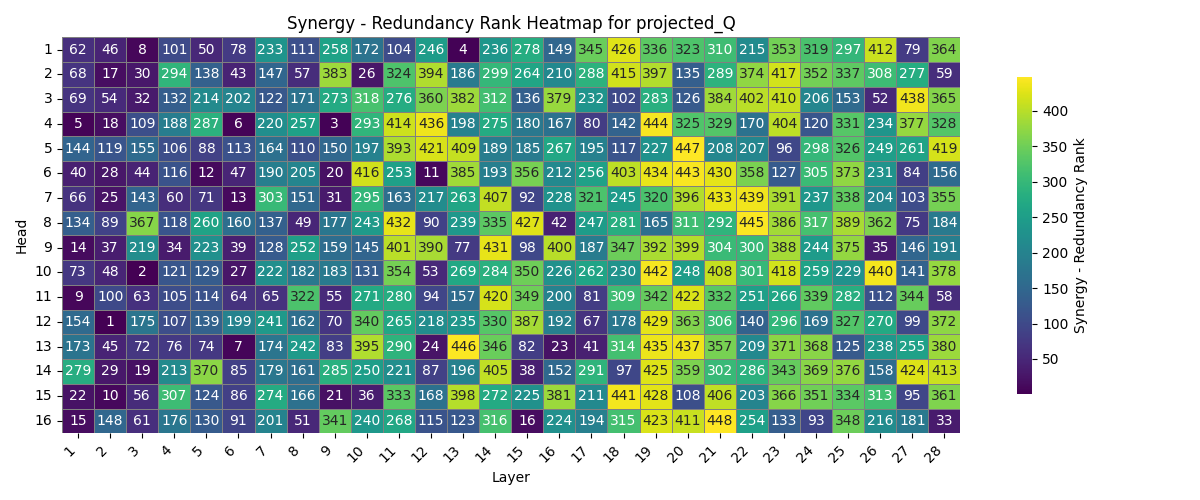 Synergy - Redundancy Rank Heatmap for projected_Q
1 62 46 8 101 50 78 233 111 258 172 104 246 4 236 278 149 345 426 336 323 310 215 353 319 297 412 79 364
2 68 17 30 294 138 43 147 57 383 26 324 394 186 299 264 210 288 415 397 135 289 374 417 352 337 308 277 59
3 69 54 32 132 214 202 122 171 273 318 276 360 382 312 136 379 232 102 283 126 384 402 410 206 153 52 438 365
4 5 18 109 188 287 6 220 257 3 293 414 436 198 275 180 167 80 142 444 325 329 170 404 120 331 234 377 328
5 144 119 155 106 88 113 164 110 150 197 393 421 409 189 185 267 195 117 227 447 208 207 96 298 326 249 261 419
6 40 28 44 116 12 47 190 205 20 416 253 11 385 193 356 212 256 403 434 443 430 358 127 305 373 231 84 156
7 66 25 143 60 71 13 303 151 31 295 163 217 263 407 92 228 321 245 320 396 433 439 391 237 338 204 103 355
8 134 89 367 118 260 160 137 49 177 243 432 90 239 335 427 42 247 281 165 311 292 445 386 317 389 362 75 184
9 14 37 219 34 223 39 128 252 159 145 401 390 77 431 98 400 187 347 392 399 304 300 388 244 375 35 146 191
10 73 48 2 121 129 27 222 182 183 131 354 53 269 284 350 226 262 230 442 248 408 301 418 259 229 440 141 378
11 9 100 63 105 114 64 65 322 55 271 280 94 157 420 349 200 81 309 342 422 332 251 266 339 282 112 344 58
12 154 1 175 107 139 199 241 162 70 340 265 218 235 330 387 192 67 178 429 363 306 140 296 169 327 270 99 372
13 173 45 72 76 74 7 174 242 83 395 290 24 446 346 82 23 41 314 435 437 357 209 371 368 125 238 255 380
14 279 29 19 213 370 85 179 161 285 250 221 87 196 405 38 152 291 97 425 359 302 286 343 369 376 158 424 413
15 22 10 56 307 124 86 274 166 21 36 333 168 398 272 225 381 211 441 428 108 406 203 366 351 334 313 95 361
16 15 148 61 176 130 91 201 51 341 240 268 115 123 316 16 224 194 315 423 411 448 254 133 93 348 216 181 33
1 2 3 4 5 6 7 8 9 10 11 12 13 14 15 16 17 18 19 20 21 22 23 24 25 26 27 28
Layer
Head
400
350
300
250
200
150
100
50
Synergy - Redundancy Rank